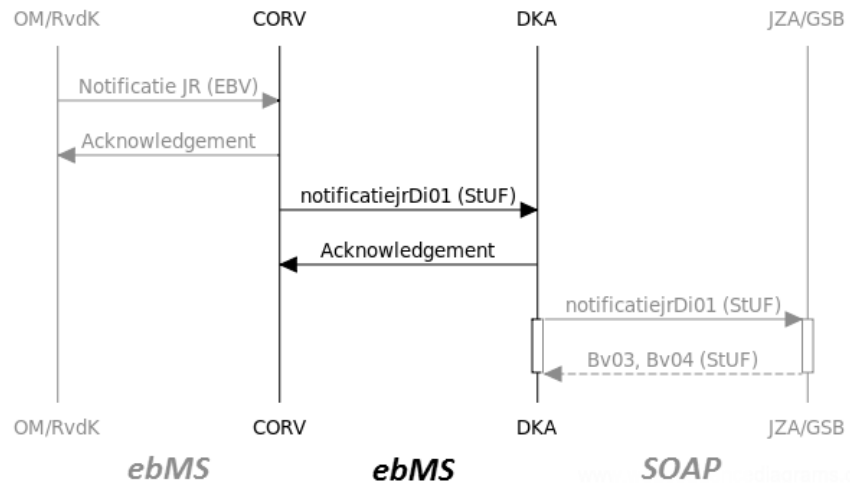 OM/RvdK CORV DKA JZA/GSB
Notificatie JR (EBV)
Acknowledgement
notificatiejrDi01 (StUF)
Acknowledgement
notificatiejrDi01 (StUF)
Bv03, Bv04 (StUF)
OM/RvdK CORV DKA JZA/GSB
ebMS ebMS SOAP